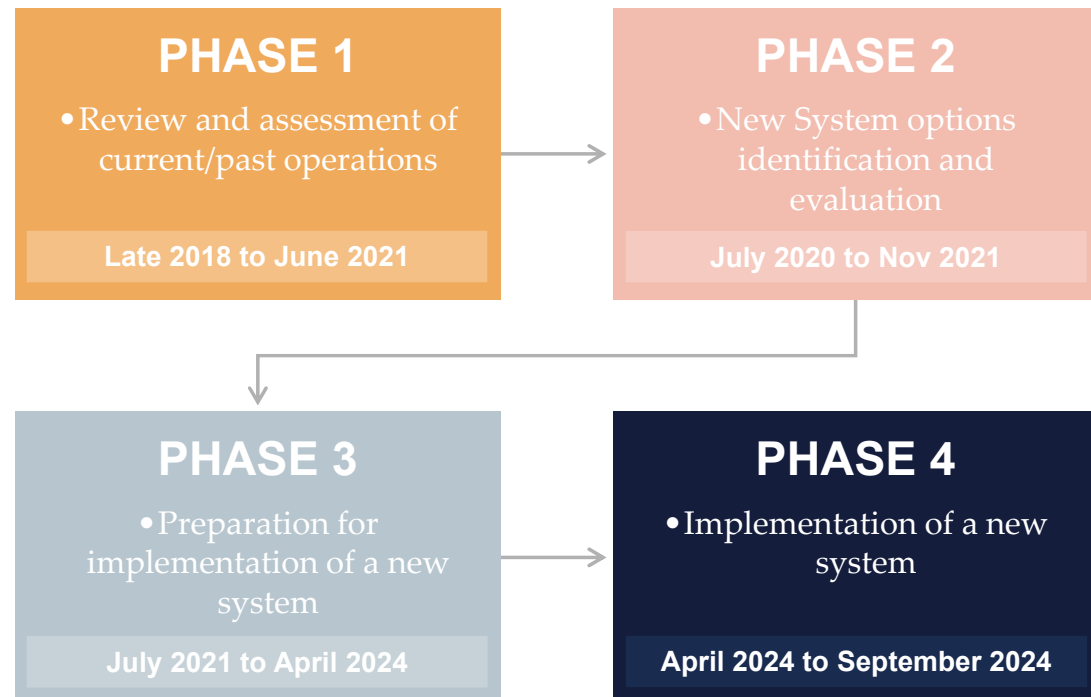 PHASE 1
•Review and assessment of
current/past operations
Late 2018 to June 2021
PHASE 2
•New System options
identification and
evaluation
July 2020 to Nov 2021
PHASE 3
•Preparation for
implementation of a new
system
July 2021 to April 2024
PHASE 4
•Implementation of a new
system
April 2024 to September 2024